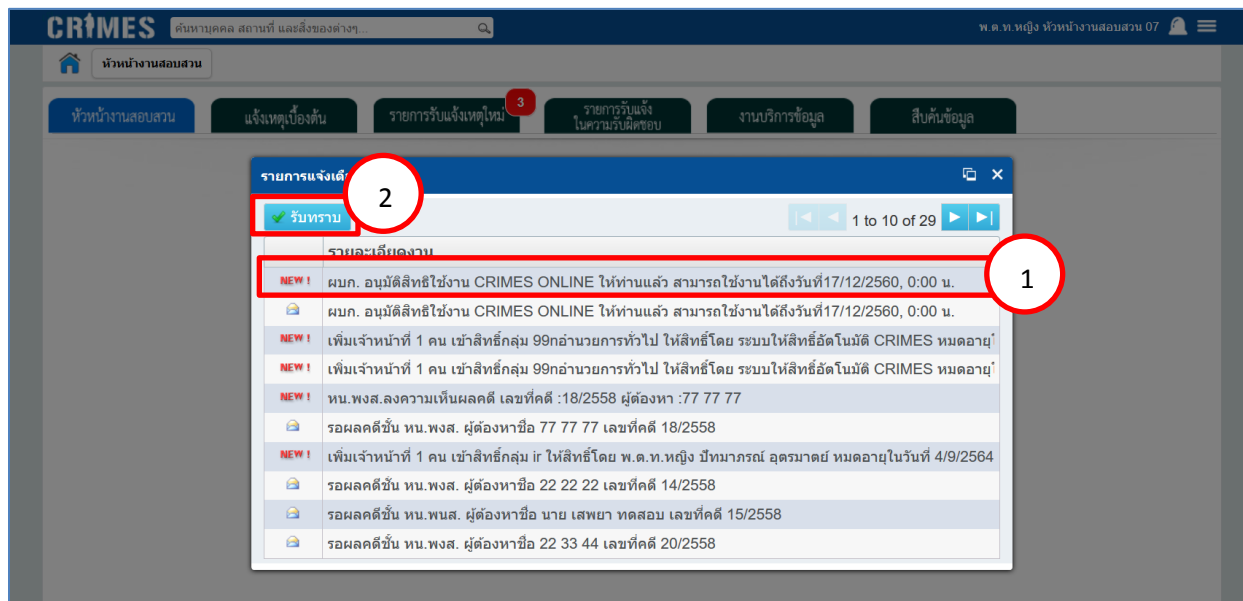 CRIMES ค้นหาบุคคล สถานที่ และสิ่งของต่างๆ... พ.ต.ท.หญิง หัวหน้างานสอบสวน 07
หัวหน้างานสอบสวน
หัวหน้างานสอบสวน แจ้งเหตุเบื้องต้น รายการรับแจ้งเหตุใหม่ 3 รายการรับแจ้ง
ในความรับผิดชอบ งานบริการข้อมูล สืบค้นข้อมูล
รายการแจ้งเตื
2
รับทราบ 1 to 10 of 29
รายละเอียดงาน
1
NEW ! ผบก. อนุมัติสิทธิใช้งาน CRIMES ONLINE ให้ท่านแล้ว สามารถใช้งานได้ถึงวันที่17/12/2560, 0:00 น.
ผบก. อนุมัติสิทธิใช้งาน CRIMES ONLINE ให้ท่านแล้ว สามารถใช้งานได้ถึงวันที่17/12/2560, 0:00 น.
NEW ! เพิ่มเจ้าหน้าที่ 1 คน เข้าสิทธิ์กลุ่ม 99กอำนวยการทั่วไป ให้สิทธิ์โดย ระบบให้สิทธิ์อัตโนมัติ CRIMES หมดอายุ
NEW ! เพิ่มเจ้าหน้าที่ 1 คน เข้าสิทธิ์กลุ่ม 99กอำนวยการทั่วไป ให้สิทธิ์โดย ระบบให้สิทธิ์อัตโนมัติ CRIMES หมดอายุ
NEW ! หน.พงส.ลงความเห็นผลคดี เลขที่คดี :18/2558 ผู้ต้องหา :77 77 77
รอผลคดีชั้น หน.พงส. ผู้ต้องหาชื่อ 77 77 77 เลขที่คดี 18/2558
NEW ! เพิ่มเจ้าหน้าที่ 1 คน เข้าสิทธิ์กลุ่ม ir ให้สิทธิ์โดย พ.ต.ท.หญิง ปัทมาภรณ์ อุตรมาตย์ หมดอายุในวันที่ 4/9/2564
รอผลคดีชั้น หน.พงส. ผู้ต้องหาชื่อ 22 22 22 เลขที่คดี 14/2558
รอผลคดีชั้น หน.พนส. ผู้ต้องหาชื่อ นาย เสพยา ทดสอบ เลขที่คดี 15/2558
รอผลคดีชั้น หน.พงส. ผู้ต้องหาชื่อ 22 33 44 เลขที่คดี 20/2558